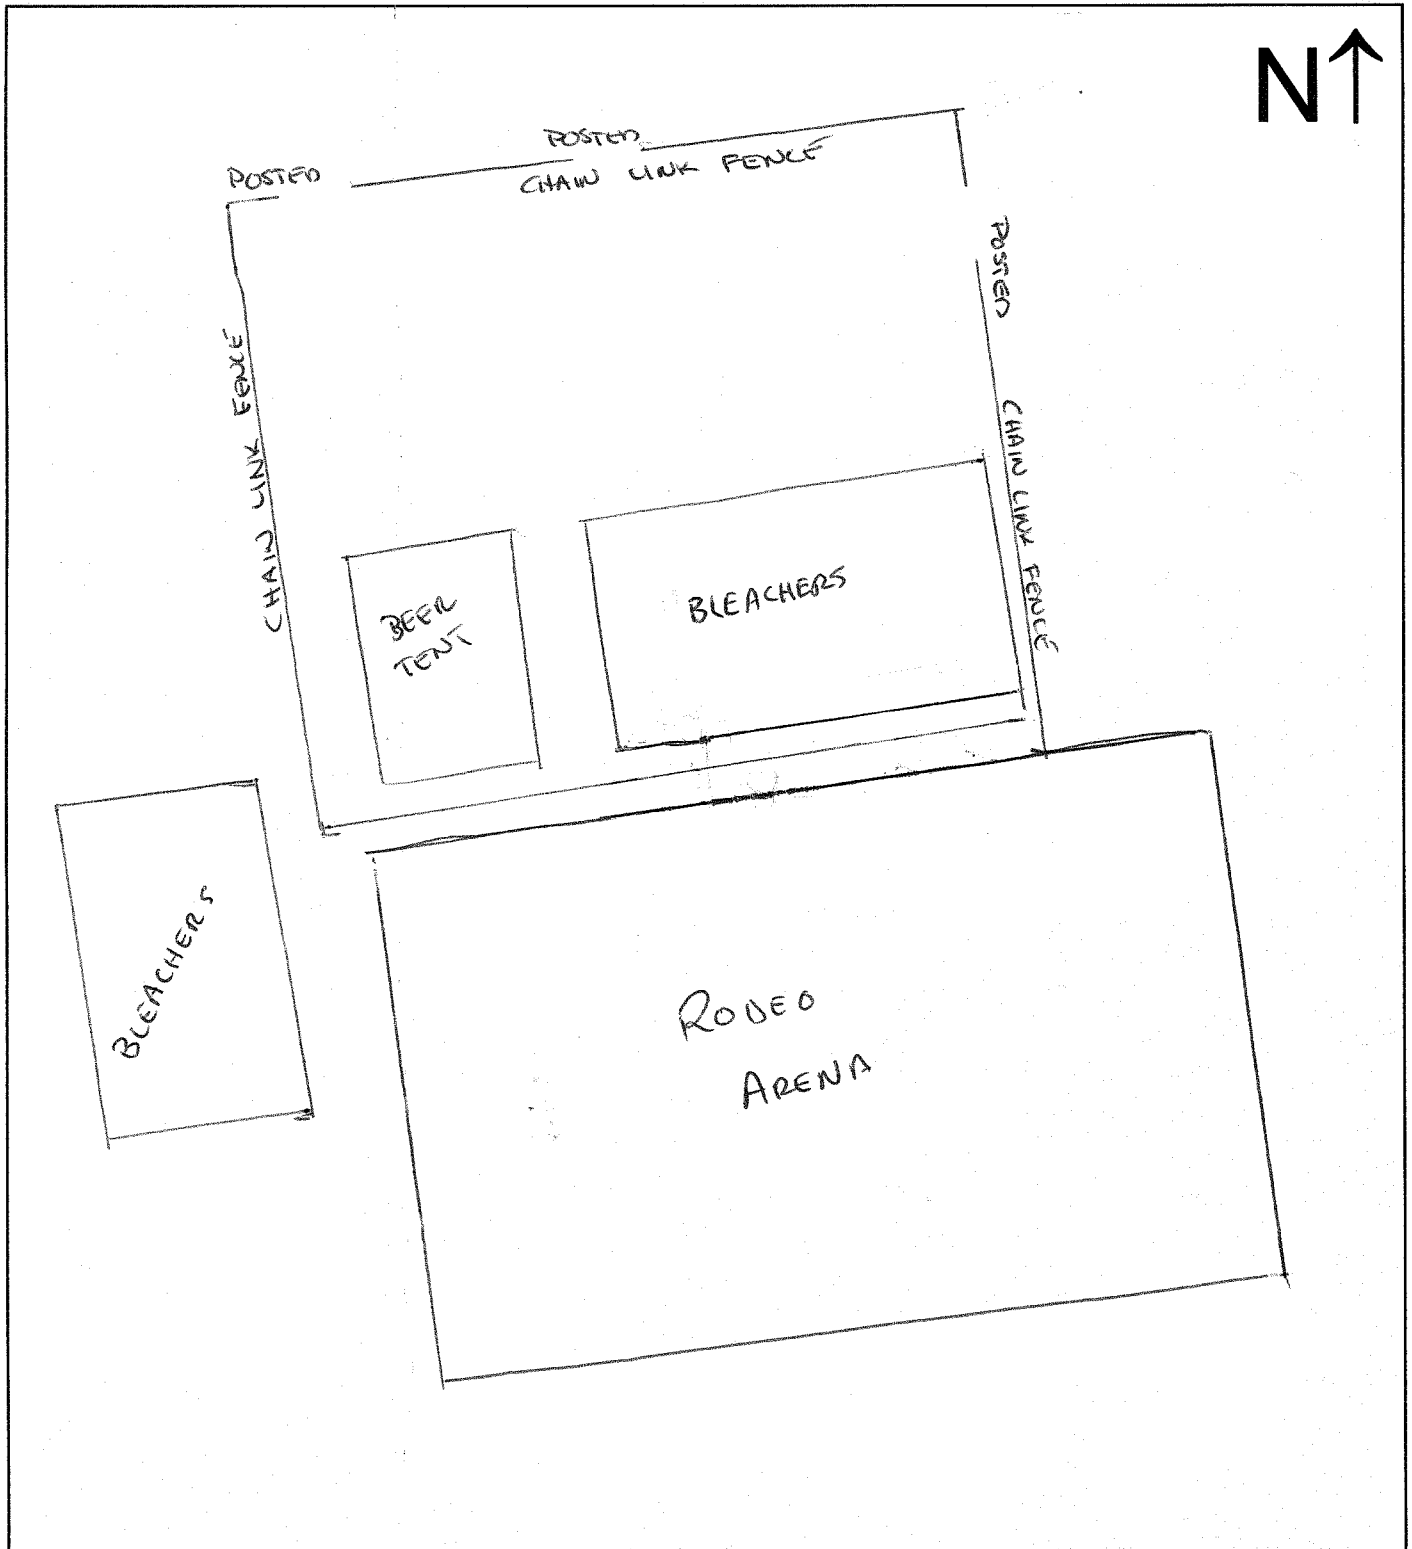 N↑
POSTED
POSTED
CHAIN LINK FENCE
POSTED
CHAIN LINK FENCE
CHAIN LINK FENCE
BEER
TENT
BLEACHERS
BLEACHERS
RODEO
ARENA